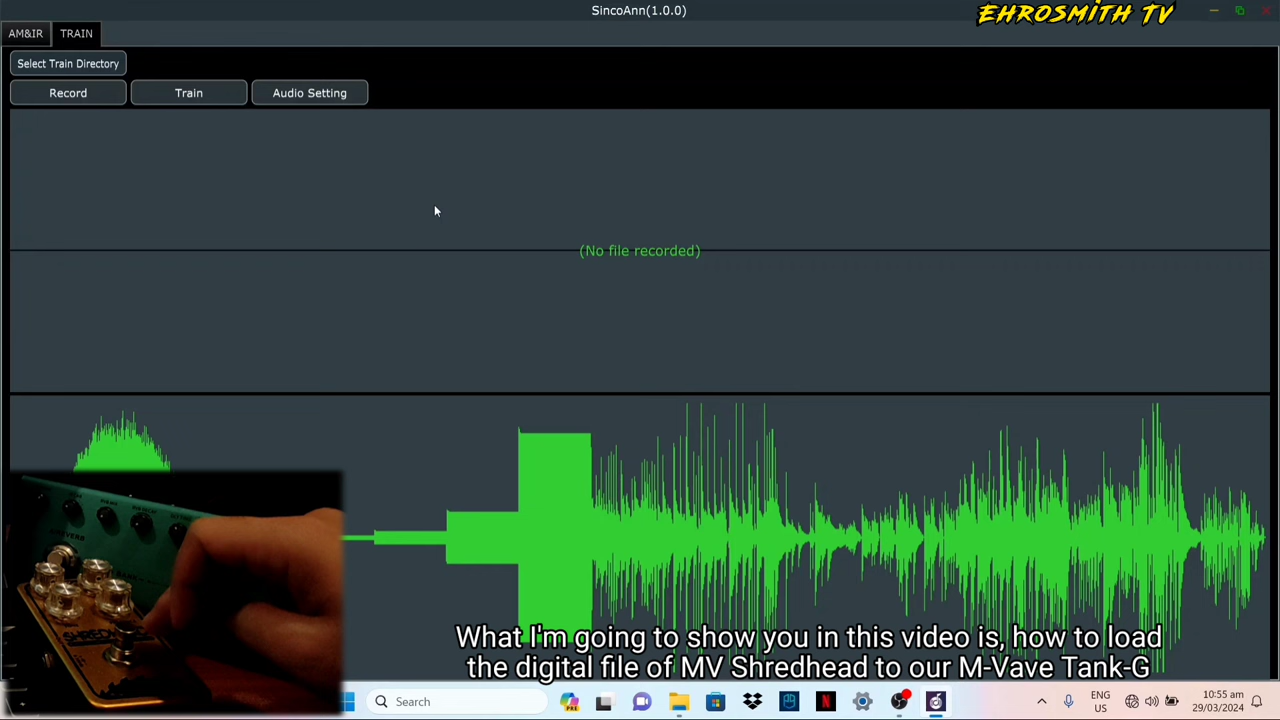 SincoAnn(1.0.0)
EHROSMITH TV
AM&IR
TRAIN
Select Train Directory
Record
Train
Audio Setting
(No file recorded)
What I'm going to show you in this video is, how to load
the digital file of MV Shredhead to our M-Vave Tank-G
Search
ENG
US
10:55 am
29/03/2024